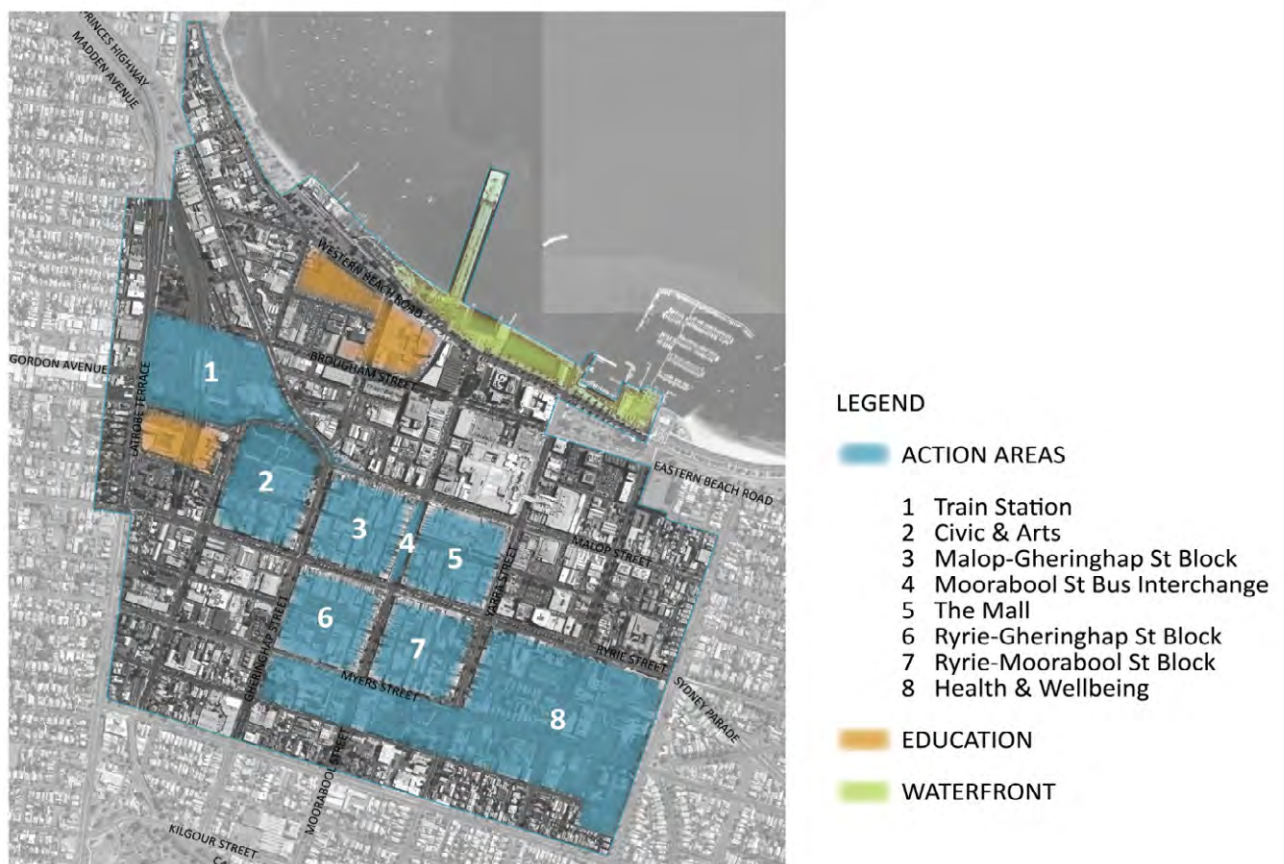 PRINCES HIGHWAY
MADDEN AVENUE
WESTERN BEACH ROAD
GORDON AVENUE
LATROBE TERRACE
BROUGHAM STREET
1
2
3
4
5
6
7
8
EASTERN BEACH ROAD
MALOP STREET
YARRA STREET
GHERINGHAP STREET
RYRIE STREET
MYERS STREET
SYDNEY PARADE
MOORABOOL STREET
KILGOUR STREET
CA
LEGEND
ACTION AREAS
1 Train Station
2 Civic & Arts
3 Malop-Gheringhap St Block
4 Moorabool St Bus Interchange
5 The Mall
6 Ryrie-Gheringhap St Block
7 Ryrie-Moorabool St Block
8 Health & Wellbeing
EDUCATION
WATERFRONT